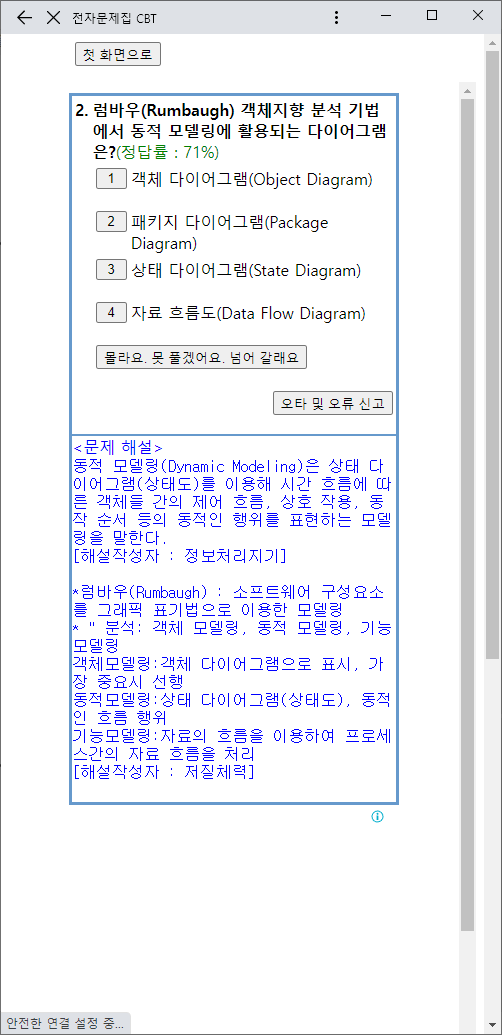 전자문제집 CBT
첫 화면으로
2. 럼바우(Rumbaugh) 객체지향 분석 기법
에서 동적 모델링에 활용되는 다이어그램
은?(정답률 : 71%)
1 객체 다이어그램(Object Diagram)
2 패키지 다이어그램(Package
Diagram)
3 상태 다이어그램(State Diagram)
4 자료 흐름도(Data Flow Diagram)
몰라요. 못 풀겠어요. 넘어 갈래요
오타 및 오류 신고
<문제 해설>
동적 모델링(Dynamic Modeling)은 상태 다
이어그램(상태도)를 이용해 시간 흐름에 따
른 객체들 간의 제어 흐름, 상호 작용, 동
작 순서 등의 동적인 행위를 표현하는 모델
링을 말한다.
[해설작성자 : 정보처리지기]
*럼바우(Rumbaugh) : 소프트웨어 구성요소
를 그래픽 표기법으로 이용한 모델링
* " 분석: 객체 모델링, 동적 모델링, 기능
모델링
객체모델링:객체 다이어그램으로 표시, 가
장 중요시 선행
동적모델링:상태 다이어그램(상태도), 동적
인 흐름 행위
기능모델링:자료의 흐름을 이용하여 프로세
스간의 자료 흐름을 처리
[해설작성자 : 저질체력]
안전한 연결 설정 중...